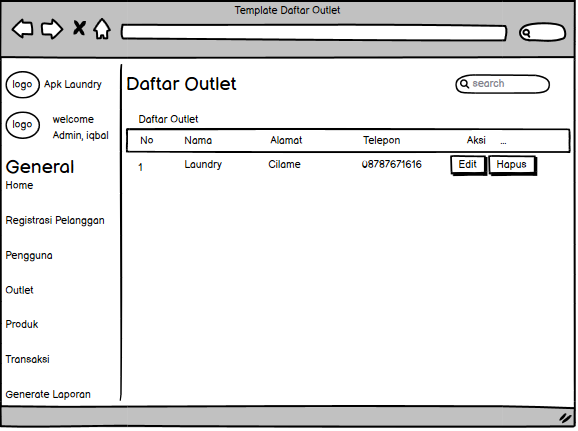 Template Daftar Outlet
logo Apk Laundry
logo welcome
Admin, iqbal
General
Home
Registrasi Pelanggan
Pengguna
Outlet
Produk
Transaksi
Generate Laporan
Daftar Outlet
search
Daftar Outlet
No Nama Alamat Telepon Aksi ...
1 Laundry Cilame 08787671616 Edit Hapus